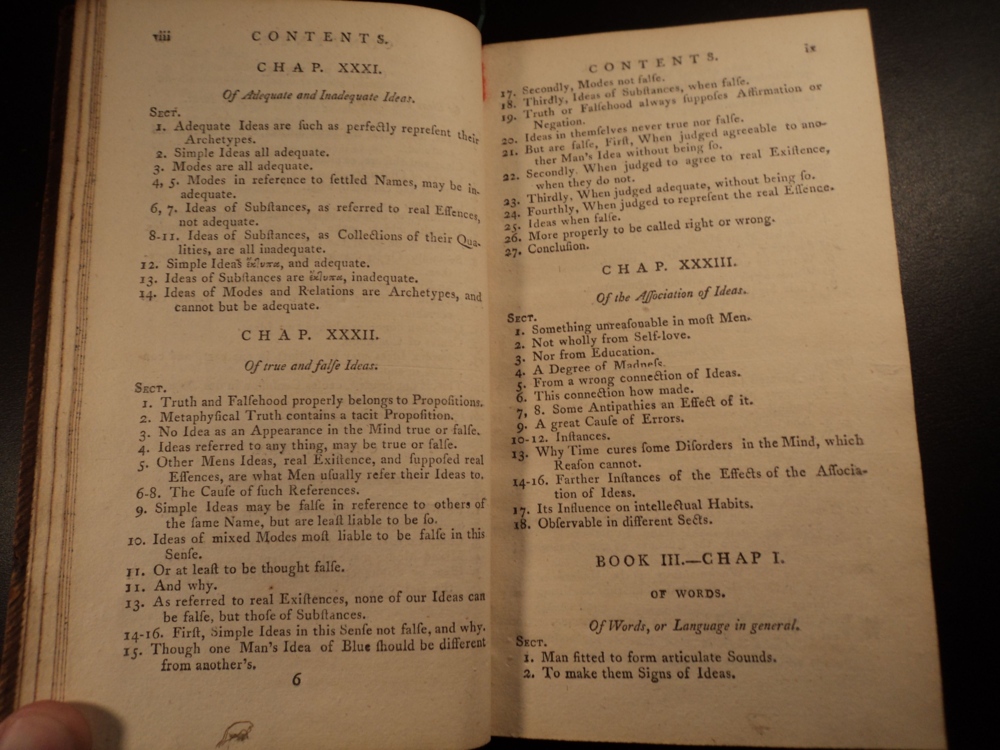 viii
CONTENTS.
CHAP. XXXI.
Of Adequate and Inadequate Ideas.
Sect.
1. Adequate Ideas are ſuch as perfectly repreſent their
Archetypes.
2. Simple Ideas all adequate.
3. Modes are all adequate.
4, 5. Modes in reference to ſettled Names, may be in-
adequate.
6, 7. Ideas of Subſtances, as referred to real Eſſences,
not adequate.
8-11. Ideas of Subſtances, as Collections of their Qua-
lities, are all inadequate.
12. Simple Ideas and adequate.
13. Ideas of Subſtances are inadequate.
14. Ideas of Modes and Relations are Archetypes, and
cannot but be adequate.
CHAP. XXXII.
Of true and falſe Ideas.
Sect.
1. Truth and Falſehood properly belongs to Propoſitions.
2. Metaphyſical Truth contains a tacit Propoſition.
3. No Idea as an Appearance in the Mind true or falſe.
4. Ideas referred to any thing, may be true or falſe.
5. Other Mens Ideas, real Exiſtence, and ſuppoſed real
Eſſences, are what Men uſually refer their Ideas to.
6-8. The Cauſe of ſuch References.
9. Simple Ideas may be falſe in reference to others of
the ſame Name, but are leaſt liable to be ſo.
10. Ideas of mixed Modes moſt liable to be falſe in this
Senſe.
11. Or at leaſt to be thought falſe.
11. And why.
13. As referred to real Exiſtences, none of our Ideas can
be falſe, but thoſe of Subſtances.
14-16. Firſt, Simple Ideas in this Senſe not falſe, and why.
15. Though one Man's Idea of Blue ſhould be different
from another's.
6
ix
CONTENTS.
17. Secondly, Modes not falſe.
18. Thirdly, Ideas of Subſtances, when falſe.
19. Truth or Falſehood always ſuppoſes Affirmation or
Negation.
20. Ideas in themſelves never true nor falſe.
21. But are falſe, Firſt, When judged agreeable to ano-
ther Man's Idea without being ſo.
22. Secondly, When judged to agree to real Exiſtence,
when they do not.
23. Thirdly, When judged adequate, without being ſo.
24. Fourthly, When judged to repreſent the real Eſſence.
25. Ideas when falſe.
26. More properly to be called right or wrong.
27. Concluſion.
CHAP. XXXIII.
Of the Aſſociation of Ideas.
Sect.
1. Something unreaſonable in moſt Men.
2. Not wholly from Self-love.
3. Nor from Education.
4. A Degree of Madneſs.
5. From a wrong connection of Ideas.
6. This connection how made.
7, 8. Some Antipathies an Effect of it.
9. A great Cauſe of Errors.
10-12. Inſtances.
13. Why Time cures ſome Diſorders in the Mind, which
Reaſon cannot.
14-16. Farther Inſtances of the Effects of the Aſſocia-
tion of Ideas.
17. Its Influence on intellectual Habits.
18. Obſervable in different Sects.
BOOK III.—CHAP I.
OF WORDS.
Of Words, or Language in general.
Sect.
1. Man fitted to form articulate Sounds.
2. To make them Signs of Ideas.